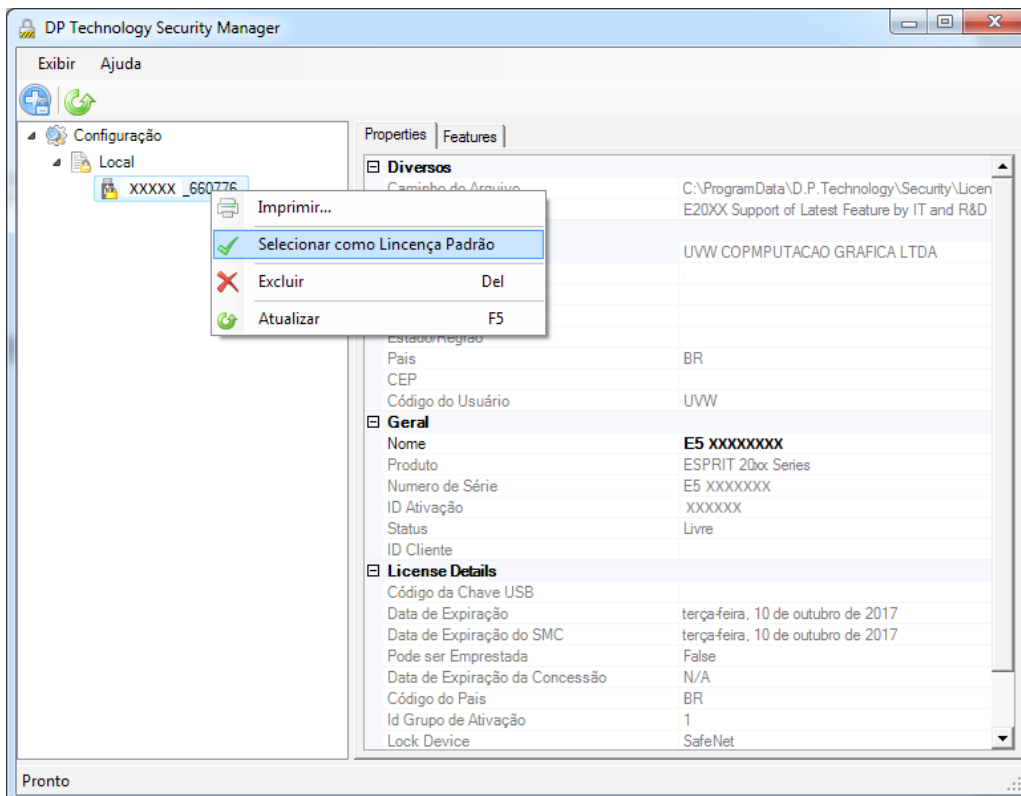 DP Technology Security Manager
Exibir Ajuda
Configuração
Local
XXXXX _660776
Imprimir...
Selecionar como Lincença Padrão
Excluir Del
Atualizar F5
Properties Features
Diversos
Caminho do Arquivo C:\ProgramData\D.P.Technology\Security\Licen
E20XX Support of Latest Feature by IT and R&D
UVW COPMPUTACAO GRAFICA LTDA
Estado/Região
Pais BR
CEP
Código do Usuário UVW
Geral
Nome E5 XXXXXXXX
Produto ESPRIT 20xx Series
Numero de Série E5 XXXXXXX
ID Ativação XXXXXX
Status Livre
ID Cliente
License Details
Código da Chave USB
Data de Expiração terça-feira, 10 de outubro de 2017
Data de Expiração do SMC terça-feira, 10 de outubro de 2017
Pode ser Emprestada False
Data de Expiração da Concessão N/A
Código do Pais BR
Id Grupo de Ativação 1
Lock Device SafeNet
Pronto